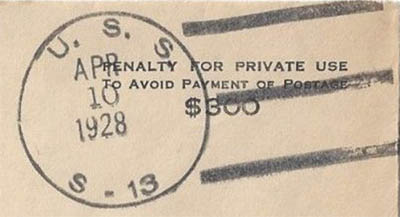 U. S. S.
APR
10
1928
S - 13
PENALTY FOR PRIVATE USE
TO AVOID PAYMENT OF POSTAGE
$300